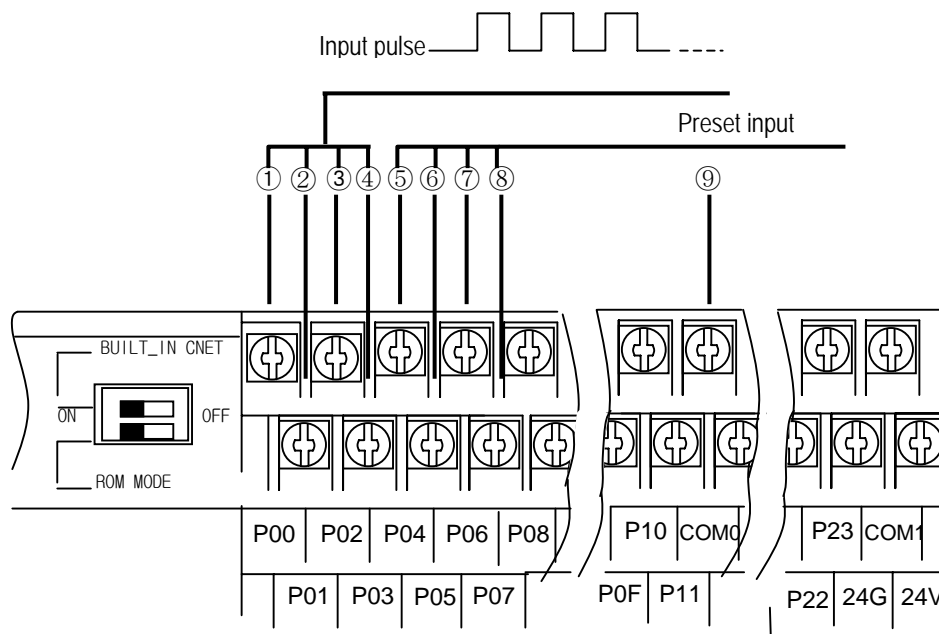 Input pulse
Preset input
① ② ③ ④ ⑤ ⑥ ⑦ ⑧ ⑨
BUILT_IN CNET
ON OFF
ROM MODE
P00 P02 P04 P06 P08 P10 COM0 P23 COM1
P01 P03 P05 P07 P0F P11 P22 24G 24V